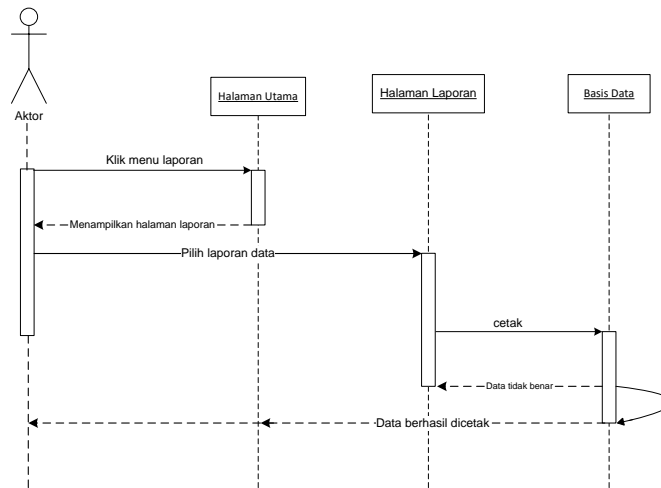 Aktor
Halaman Utama
Halaman Laporan
Basis Data
Klik menu laporan
Menampilkan halaman laporan
Pilih laporan data
cetak
Data tidak benar
Data berhasil dicetak